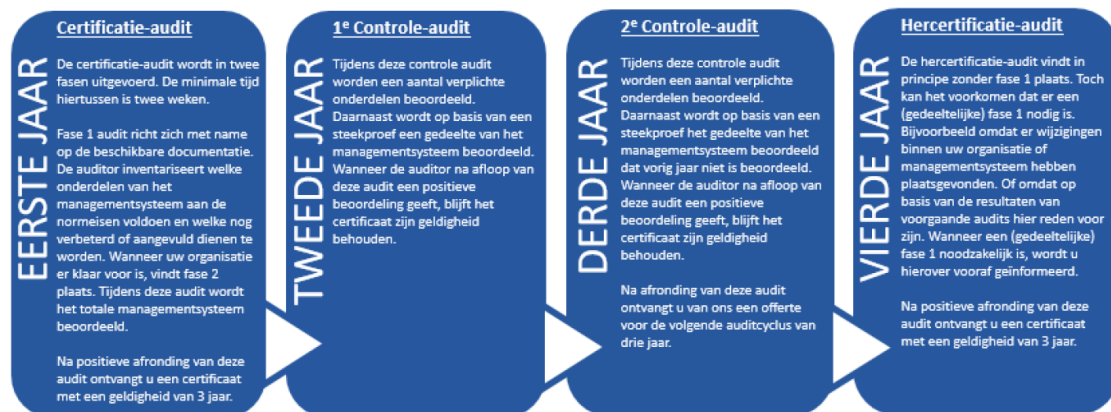 EERSTE JAAR
Certificatie-audit
De certificatie-audit wordt in twee
fasen uitgevoerd. De minimale tijd
hiertussen is twee weken.
Fase 1 audit richt zich met name
op de beschikbare documentatie.
De auditor inventariseert welke
onderdelen van het
managementsysteem aan de
normeisen voldoen en welke nog
verbeterd of aangevuld dienen te
worden. Wanneer uw organisatie
er klaar voor is, vindt fase 2
plaats. Tijdens deze audit wordt
het totale managementsysteem
beoordeeld.
Na positieve afronding van deze
audit ontvangt u een certificaat
met een geldigheid van 3 jaar.
TWEEDE JAAR
1e Controle-audit
Tijdens deze controle audit
worden een aantal verplichte
onderdelen beoordeeld.
Daarnaast wordt op basis van een
steekproef een gedeelte van het
managementsysteem beoordeeld.
Wanneer de auditor na afloop van
deze audit een positieve
beoordeling geeft, blijft het
certificaat zijn geldigheid
behouden.
DERDE JAAR
2e Controle-audit
Tijdens deze controle audit
worden een aantal verplichte
onderdelen beoordeeld.
Daarnaast wordt op basis van een
steekproef het gedeelte van het
managementsysteem beoordeeld
dat vorig jaar niet is beoordeeld.
Wanneer de auditor na afloop van
deze audit een positieve
beoordeling geeft, blijft het
certificaat zijn geldigheid
behouden.
Na afronding van deze audit
ontvangt u van ons een offerte
voor de volgende auditcyclus van
drie jaar.
VIERDE JAAR
Hercertificatie-audit
De hercertificatie-audit vindt in
principe zonder fase 1 plaats. Toch
kan het voorkomen dat er een
(gedeeltelijke) fase 1 nodig is.
Bijvoorbeeld omdat er wijzigingen
binnen uw organisatie of
managementsysteem hebben
plaatsgevonden. Of omdat op
basis van de resultaten van
voorgaande audits hier reden voor
zijn. Wanneer een (gedeeltelijke)
fase 1 noodzakelijk is, wordt u
hierover vooraf geïnformeerd.
Na positieve afronding van deze
audit ontvangt u een certificaat
met een geldigheid van 3 jaar.